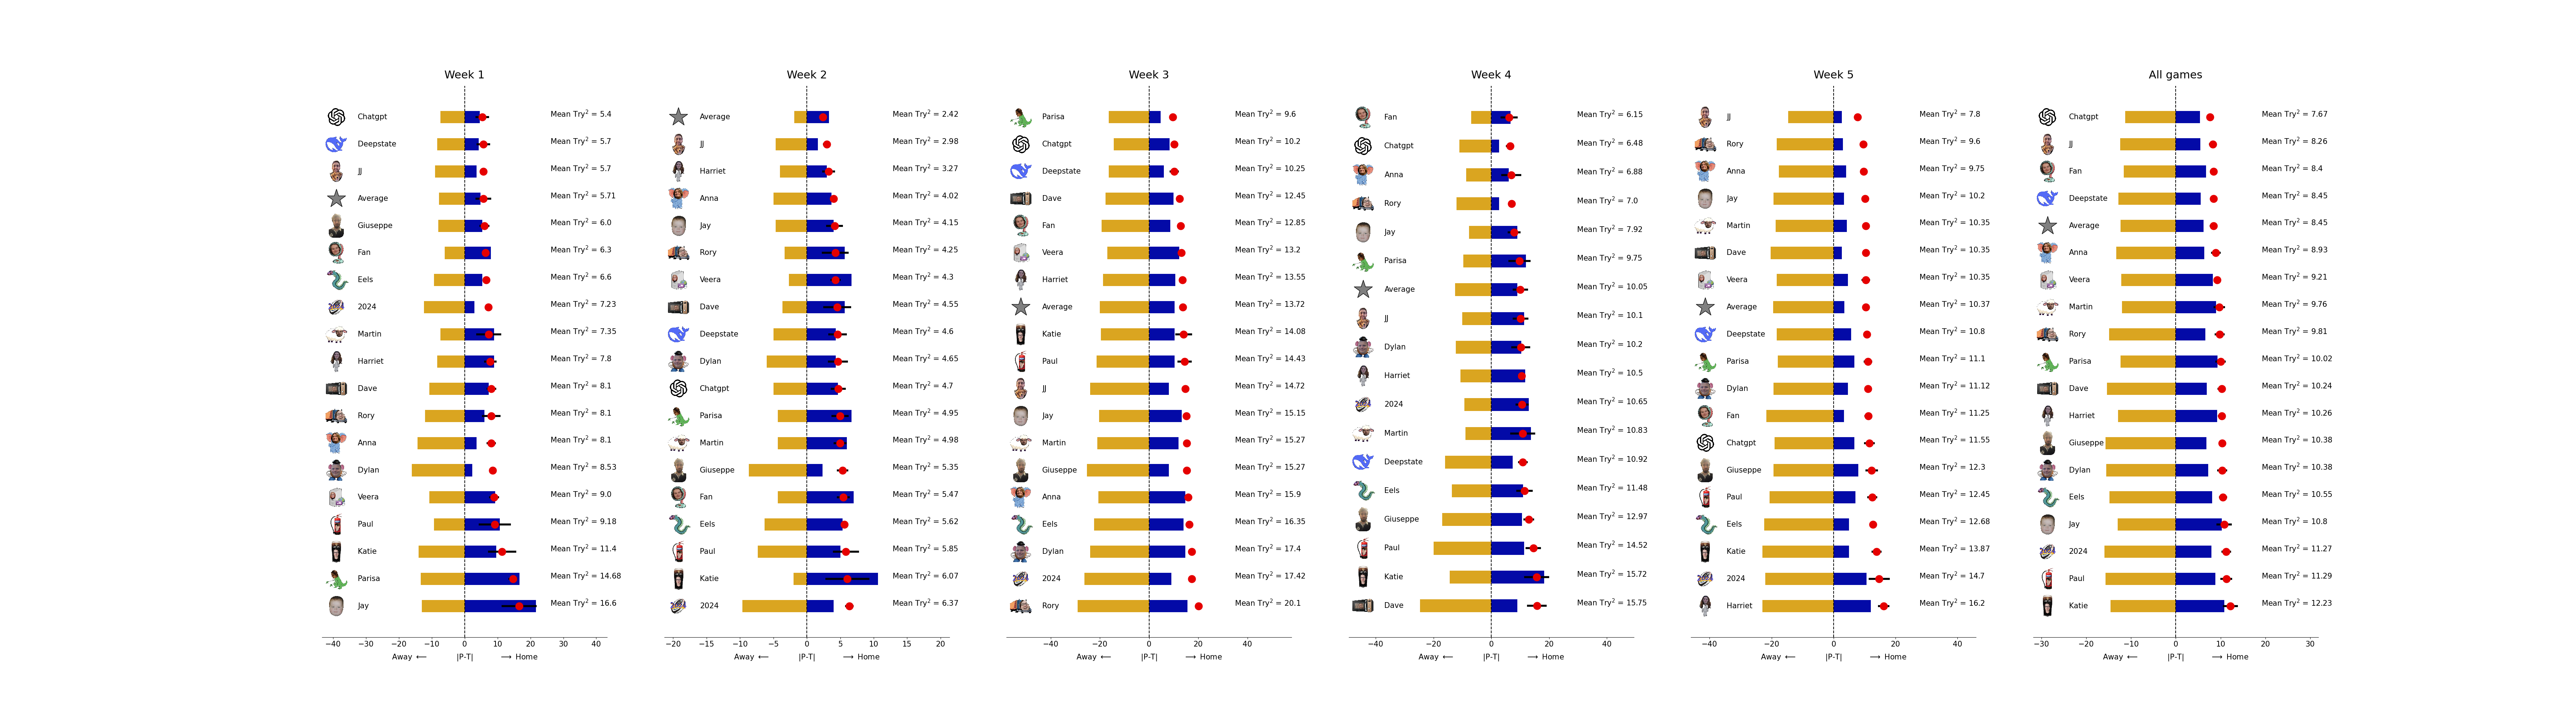 Week 1
Chatgpt Mean Try² = 5.4
Deepstate Mean Try² = 5.7
JJ Mean Try² = 5.7
Average Mean Try² = 5.71
Giuseppe Mean Try² = 6.0
Fan Mean Try² = 6.3
Eels Mean Try² = 6.6
2024 Mean Try² = 7.23
Martin Mean Try² = 7.35
Harriet Mean Try² = 7.8
Dave Mean Try² = 8.1
Rory Mean Try² = 8.1
Anna Mean Try² = 8.1
Dylan Mean Try² = 8.53
Veera Mean Try² = 9.0
Paul Mean Try² = 9.18
Katie Mean Try² = 11.4
Parisa Mean Try² = 14.68
Jay Mean Try² = 16.6
−40 −30 −20 −10 0 10 20 30 40
Away ⟵ |P-T| ⟶ Home
Week 2
Average Mean Try² = 2.42
JJ Mean Try² = 2.98
Harriet Mean Try² = 3.27
Anna Mean Try² = 4.02
Jay Mean Try² = 4.15
Rory Mean Try² = 4.25
Veera Mean Try² = 4.3
Dave Mean Try² = 4.55
Deepstate Mean Try² = 4.6
Dylan Mean Try² = 4.65
Chatgpt Mean Try² = 4.7
Parisa Mean Try² = 4.95
Martin Mean Try² = 4.98
Giuseppe Mean Try² = 5.35
Fan Mean Try² = 5.47
Eels Mean Try² = 5.62
Paul Mean Try² = 5.85
Katie Mean Try² = 6.07
2024 Mean Try² = 6.37
−20 −15 −10 −5 0 5 10 15 20
Away ⟵ |P-T| ⟶ Home
Week 3
Parisa Mean Try² = 9.6
Chatgpt Mean Try² = 10.2
Deepstate Mean Try² = 10.25
Dave Mean Try² = 12.45
Fan Mean Try² = 12.85
Veera Mean Try² = 13.2
Harriet Mean Try² = 13.55
Average Mean Try² = 13.72
Katie Mean Try² = 14.08
Paul Mean Try² = 14.43
JJ Mean Try² = 14.72
Jay Mean Try² = 15.15
Martin Mean Try² = 15.27
Giuseppe Mean Try² = 15.27
Anna Mean Try² = 15.9
Eels Mean Try² = 16.35
Dylan Mean Try² = 17.4
2024 Mean Try² = 17.42
Rory Mean Try² = 20.1
−40 −20 0 20 40
Away ⟵ |P-T| ⟶ Home
Week 4
Fan Mean Try² = 6.15
Chatgpt Mean Try² = 6.48
Anna Mean Try² = 6.88
Rory Mean Try² = 7.0
Jay Mean Try² = 7.92
Parisa Mean Try² = 9.75
Average Mean Try² = 10.05
JJ Mean Try² = 10.1
Dylan Mean Try² = 10.2
Harriet Mean Try² = 10.5
2024 Mean Try² = 10.65
Martin Mean Try² = 10.83
Deepstate Mean Try² = 10.92
Eels Mean Try² = 11.48
Giuseppe Mean Try² = 12.97
Paul Mean Try² = 14.52
Katie Mean Try² = 15.72
Dave Mean Try² = 15.75
−40 −20 0 20 40
Away ⟵ |P-T| ⟶ Home
Week 5
JJ Mean Try² = 7.8
Rory Mean Try² = 9.6
Anna Mean Try² = 9.75
Jay Mean Try² = 10.2
Martin Mean Try² = 10.35
Dave Mean Try² = 10.35
Veera Mean Try² = 10.35
Average Mean Try² = 10.37
Deepstate Mean Try² = 10.8
Parisa Mean Try² = 11.1
Dylan Mean Try² = 11.12
Fan Mean Try² = 11.25
Chatgpt Mean Try² = 11.55
Giuseppe Mean Try² = 12.3
Paul Mean Try² = 12.45
Eels Mean Try² = 12.68
Katie Mean Try² = 13.87
2024 Mean Try² = 14.7
Harriet Mean Try² = 16.2
−40 −20 0 20 40
Away ⟵ |P-T| ⟶ Home
All games
Chatgpt Mean Try² = 7.67
JJ Mean Try² = 8.26
Fan Mean Try² = 8.4
Deepstate Mean Try² = 8.45
Average Mean Try² = 8.45
Anna Mean Try² = 8.93
Veera Mean Try² = 9.21
Martin Mean Try² = 9.76
Rory Mean Try² = 9.81
Parisa Mean Try² = 10.02
Dave Mean Try² = 10.24
Harriet Mean Try² = 10.26
Giuseppe Mean Try² = 10.38
Dylan Mean Try² = 10.38
Eels Mean Try² = 10.55
Jay Mean Try² = 10.8
2024 Mean Try² = 11.27
Paul Mean Try² = 11.29
Katie Mean Try² = 12.23
−30 −20 −10 0 10 20 30
Away ⟵ |P-T| ⟶ Home